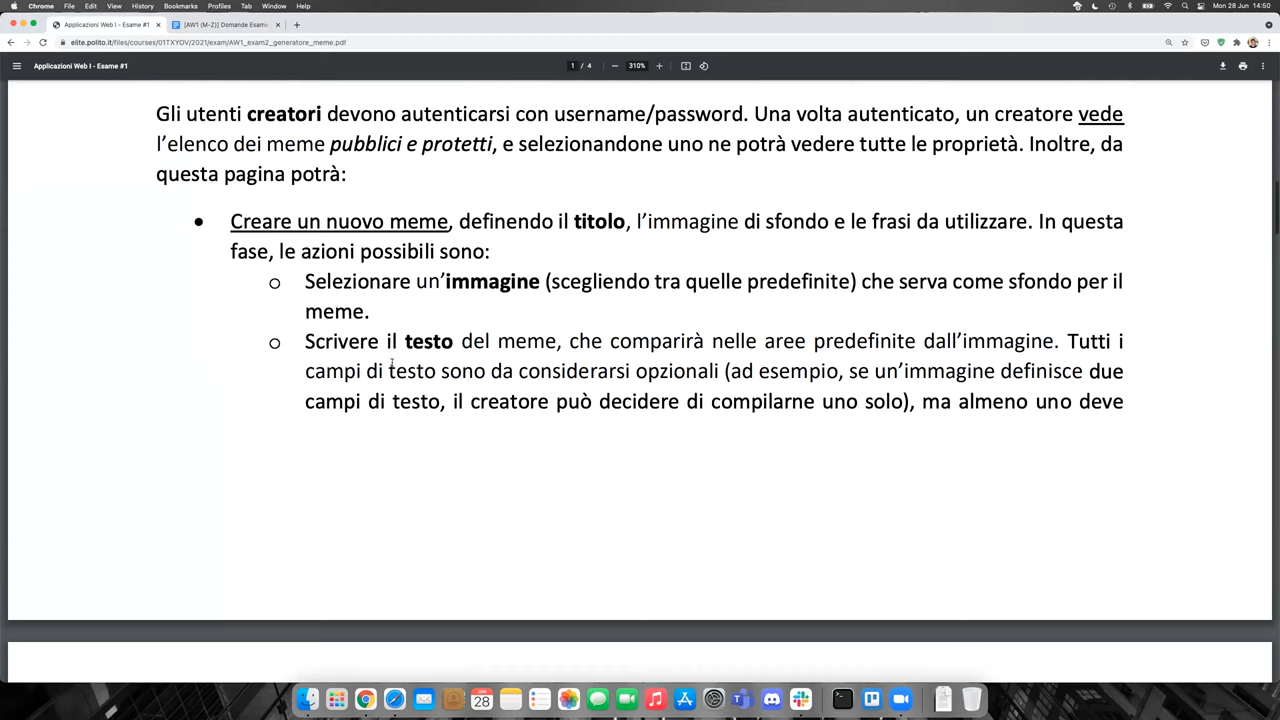 Chrome File Edit View History Bookmarks Profiles Tab Window Help Mon 28 Jun 14:50
Applicazioni Web I - Esame #1 [AW1 (M-Z)] Domande Esame
elite.polito.it/files/courses/01TXYOV/2021/exam/AW1_exam2_generatore_meme.pdf
Applicazioni Web I - Esame #1 1 / 4 310%
Gli utenti creatori devono autenticarsi con username/password. Una volta autenticato, un creatore vede
l’elenco dei meme pubblici e protetti, e selezionandone uno ne potrà vedere tutte le proprietà. Inoltre, da
questa pagina potrà:
• Creare un nuovo meme, definendo il titolo, l’immagine di sfondo e le frasi da utilizzare. In questa
fase, le azioni possibili sono:
o Selezionare un’immagine (scegliendo tra quelle predefinite) che serva come sfondo per il
meme.
o Scrivere il testo del meme, che comparirà nelle aree predefinite dall’immagine. Tutti i
campi di testo sono da considerarsi opzionali (ad esempio, se un’immagine definisce due
campi di testo, il creatore può decidere di compilarne uno solo), ma almeno uno deve
JUN
28